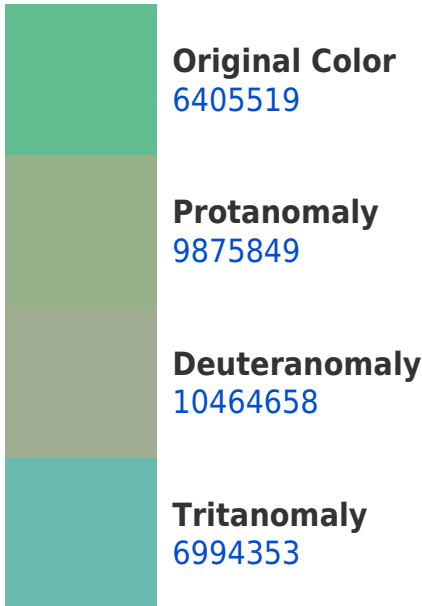 Original Color
6405519
Protanomaly
9875849
Deuteranomaly
10464658
Tritanomaly
6994353